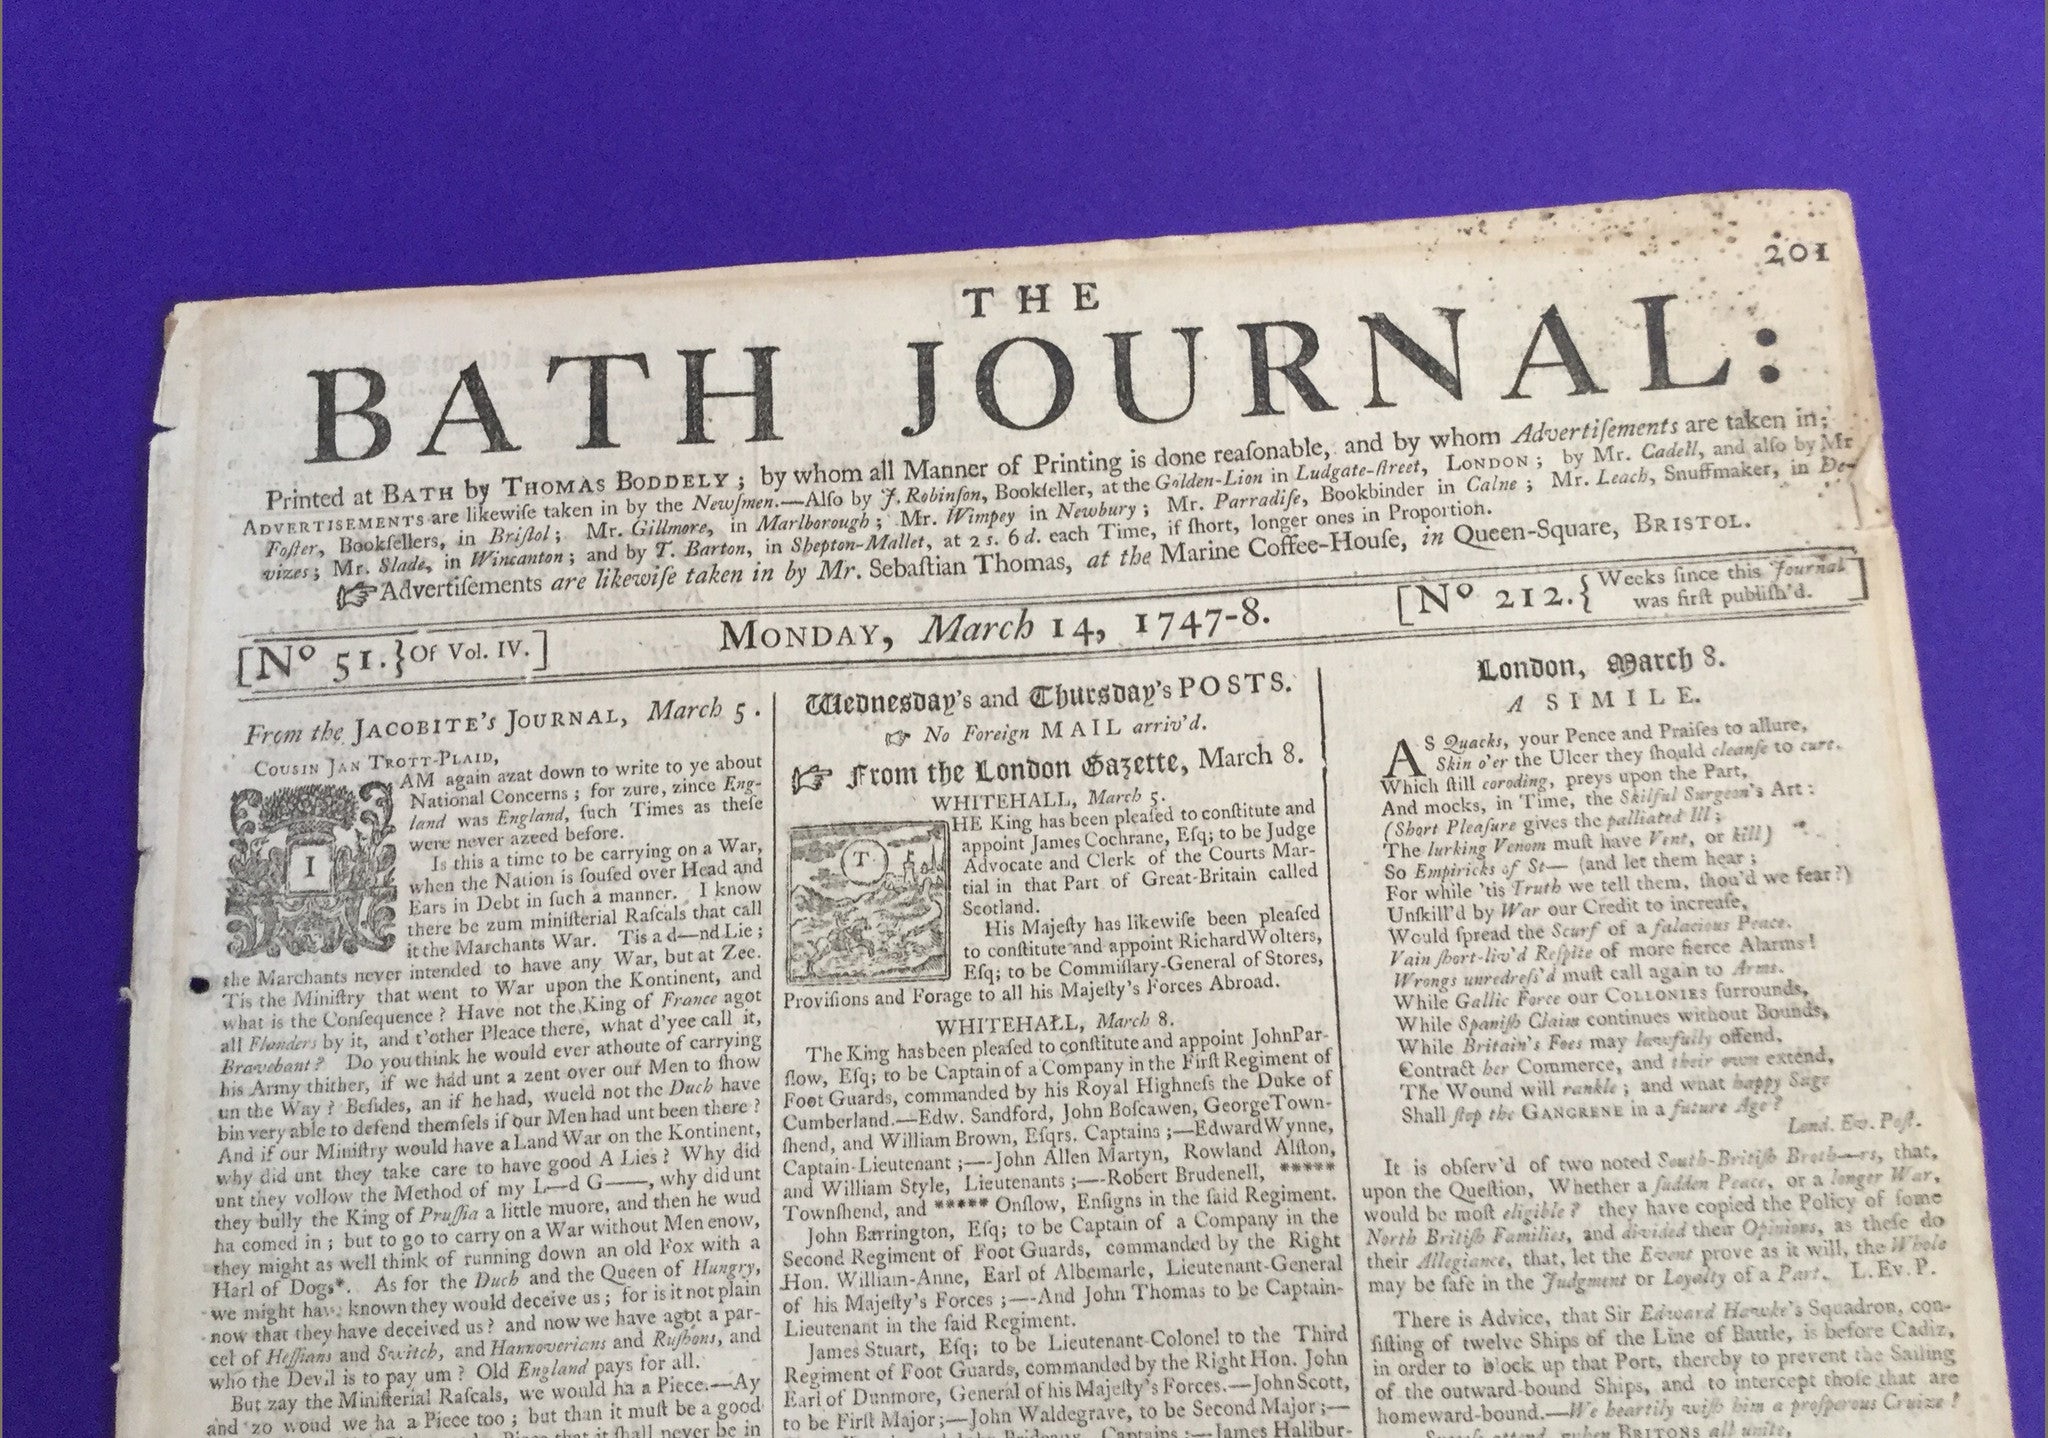 201
THE
BATH JOURNAL:
Printed at BATH by THOMAS BODDELY; by whom all Manner of Printing is done reaſonable, and by whom Advertiſements are taken in;
ADVERTISEMENTS are likewiſe taken in by the Newſmen.—Alſo by J. Robinſon, Bookſeller, at the Golden-Lion in Ludgate-ſtreet, LONDON; by Mr. Cadell, and alſo by Mr
Foſter, Bookſellers, in Briſtol; Mr. Gillmore, in Marlborough; Mr. Wimpey in Newbury; Mr. Parradiſe, Bookbinder in Calne; Mr. Leach, Snuffmaker, in De-
vizes; Mr. Slade, in Wincanton; and by T. Barton, in Shepton-Mallet, at 2 s. 6 d. each Time, if ſhort, longer ones in Proportion.
☞Advertiſements are likewiſe taken in by Mr. Sebaſtian Thomas, at the Marine Coffee-Houſe, in Queen-Square, BRISTOL.
[No 51.}Of Vol. IV.]
MONDAY, March 14, 1747-8.
[No 212.{Weeks ſince this Journal
was firſt publiſh'd.]
From the JACOBITE'S JOURNAL, March 5.
COUSIN JAN TROTT-PLAID,
I AM again azat down to write to ye about
National Concerns; for zure, zince Eng-
land was England, ſuch Times as theſe
were never azeed before.
Is this a time to be carrying on a War,
when the Nation is ſouſed over Head and
Ears in Debt in ſuch a manner. I know
there be zum miniſterial Raſcals that call
it the Marchants War. Tis a d—nd Lie;
the Marchants never intended to have any War, but at Zee.
'Tis the Miniſtry that went to War upon the Kontinent, and
what is the Conſequence? Have not the King of France agot
all Flanders by it, and t'other Pleace there, what d'yee call it,
Bravebant? Do you think he would ever athoute of carrying
his Army thither, if we had unt a zent over our Men to ſhow
un the Way? Beſides, an if he had, wueld not the Duch have
bin very able to defend themſels if our Men had unt been there?
And if our Miniſtry would have a Land War on the Kontinent,
why did unt they take care to have good A Lies? Why did
unt they vollow the Method of my L—d G——, why did unt
they bully the King of Pruſſia a little muore, and then he wud
ha comed in; but to go to carry on a War without Men enow,
they might as well think of running down an old Fox with a
Harl of Dogs*. As for the Duch and the Queen of Hungry,
we might have known they would deceive us; for is it not plain
now that they have deceived us? and now we have agot a par-
cel of Heſſians and Switch, and Hannovericns and Ruſhons, and
who the Devil is to pay um? Old England pays for all.
But zay the Miniſterial Raſcals, we would ha a Piece.—Ay
and zo woud we ha a Piece too; but than it muſt be a good
it ſhall never be in
Wedneſday's and Thursday's POSTS.
☞ No Foreign MAIL arriv'd.
☞ From the London Gazette, March 8.
WHITEHALL, March 5.
THE King has been pleaſed to conſtitute and
appoint James Cochrane, Eſq; to be Judge
Advocate and Clerk of the Courts Mar-
tial in that Part of Great-Britain called
Scotland.
His Majeſty has likewiſe been pleaſed
to conſtitute and appoint Richard Wolters,
Eſq; to be Commiſſary-General of Stores,
Proviſions and Forage to all his Majeſty's Forces Abroad.
WHITEHALL, March 8.
The King has been pleaſed to conſtitute and appoint John Par-
ſlow, Eſq; to be Captain of a Company in the Firſt Regiment of
Foot Guards, commanded by his Royal Highneſs the Duke of
Cumberland.—Edw. Sandford, John Boſcawen, George Town-
ſhend, and William Brown, Eſqrs. Captains;—Edward Wynne,
Captain-Lieutenant;—-John Allen Martyn, Rowland Alſton,
and William Style, Lieutenants;—-Robert Brudenell, *****
Townſhend, and ***** Onſlow, Enſigns in the ſaid Regiment.
John Barrington, Eſq; to be Captain of a Company in the
Second Regiment of Foot Guards, commanded by the Right
Hon. William-Anne, Earl of Albemarle, Lieutenant-General
of his Majeſty's Forces;—-And John Thomas to be Captain-
Lieutenant in the ſaid Regiment.
James Stuart, Eſq; to be Lieutenant-Colonel to the Third
Regiment of Foot Guards, commanded by the Right Hon. John
Earl of Dunmore, General of his Majeſty's Forces.—John Scott,
to be Firſt Major;—John Waldegrave, to be Second Major;—
Captains;—James Halibur-
London, March 8.
A SIMILE.
AS Quacks, your Pence and Praiſes to allure,
Skin o'er the Ulcer they ſhould cleanſe to cure.
Which ſtill coroding, preys upon the Part,
And mocks, in Time, the Skilful Surgeon's Art:
(Short Pleaſure gives the palliated Ill;
The lurking Venom muſt have Vent, or kill)
So Empiricks of St— (and let them hear;
For while 'tis Truth we tell them, ſhou'd we fear?)
Unſkill'd by War our Credit to increaſe,
Would ſpread the Scurf of a falacious Peace.
Vain ſhort-liv'd Reſpite of more fierce Alarms!
Wrongs unredreſs'd muſt call again to Arms.
While Gallic Force our COLLONIES ſurrounds,
While Spaniſh Claim continues without Bounds,
While Britain's Foes may lawfully offend,
Contract her Commerce, and their own extend,
The Wound will rankle; and what happy Sage
Shall ſtop the GANGRENE in a future Age?
Lond. Ev. Poſt.
It is obſerv'd of two noted South-Britiſh Broth—rs, that,
upon the Queſtion, Whether a ſudden Peace, or a longer War,
would be moſt eligible? they have copied the Policy of ſome
North Britiſh Families, and divided their Opinions, as theſe do
their Allegiance, that, let the Event prove as it will, the Whole
may be ſafe in the Judgment or Loyalty of a Part. L. Ev. P.
There is Advice, that Sir Edward Hawke's Squadron, con-
ſiſting of twelve Ships of the Line of Battle, is before Cadiz,
in order to block up that Port, thereby to prevent the Sailing
of the outward-bound Ships, and to intercept thoſe that are
homeward-bound.—We heartily wiſh him a proſperous Cruize!
when BRITONS all unite,